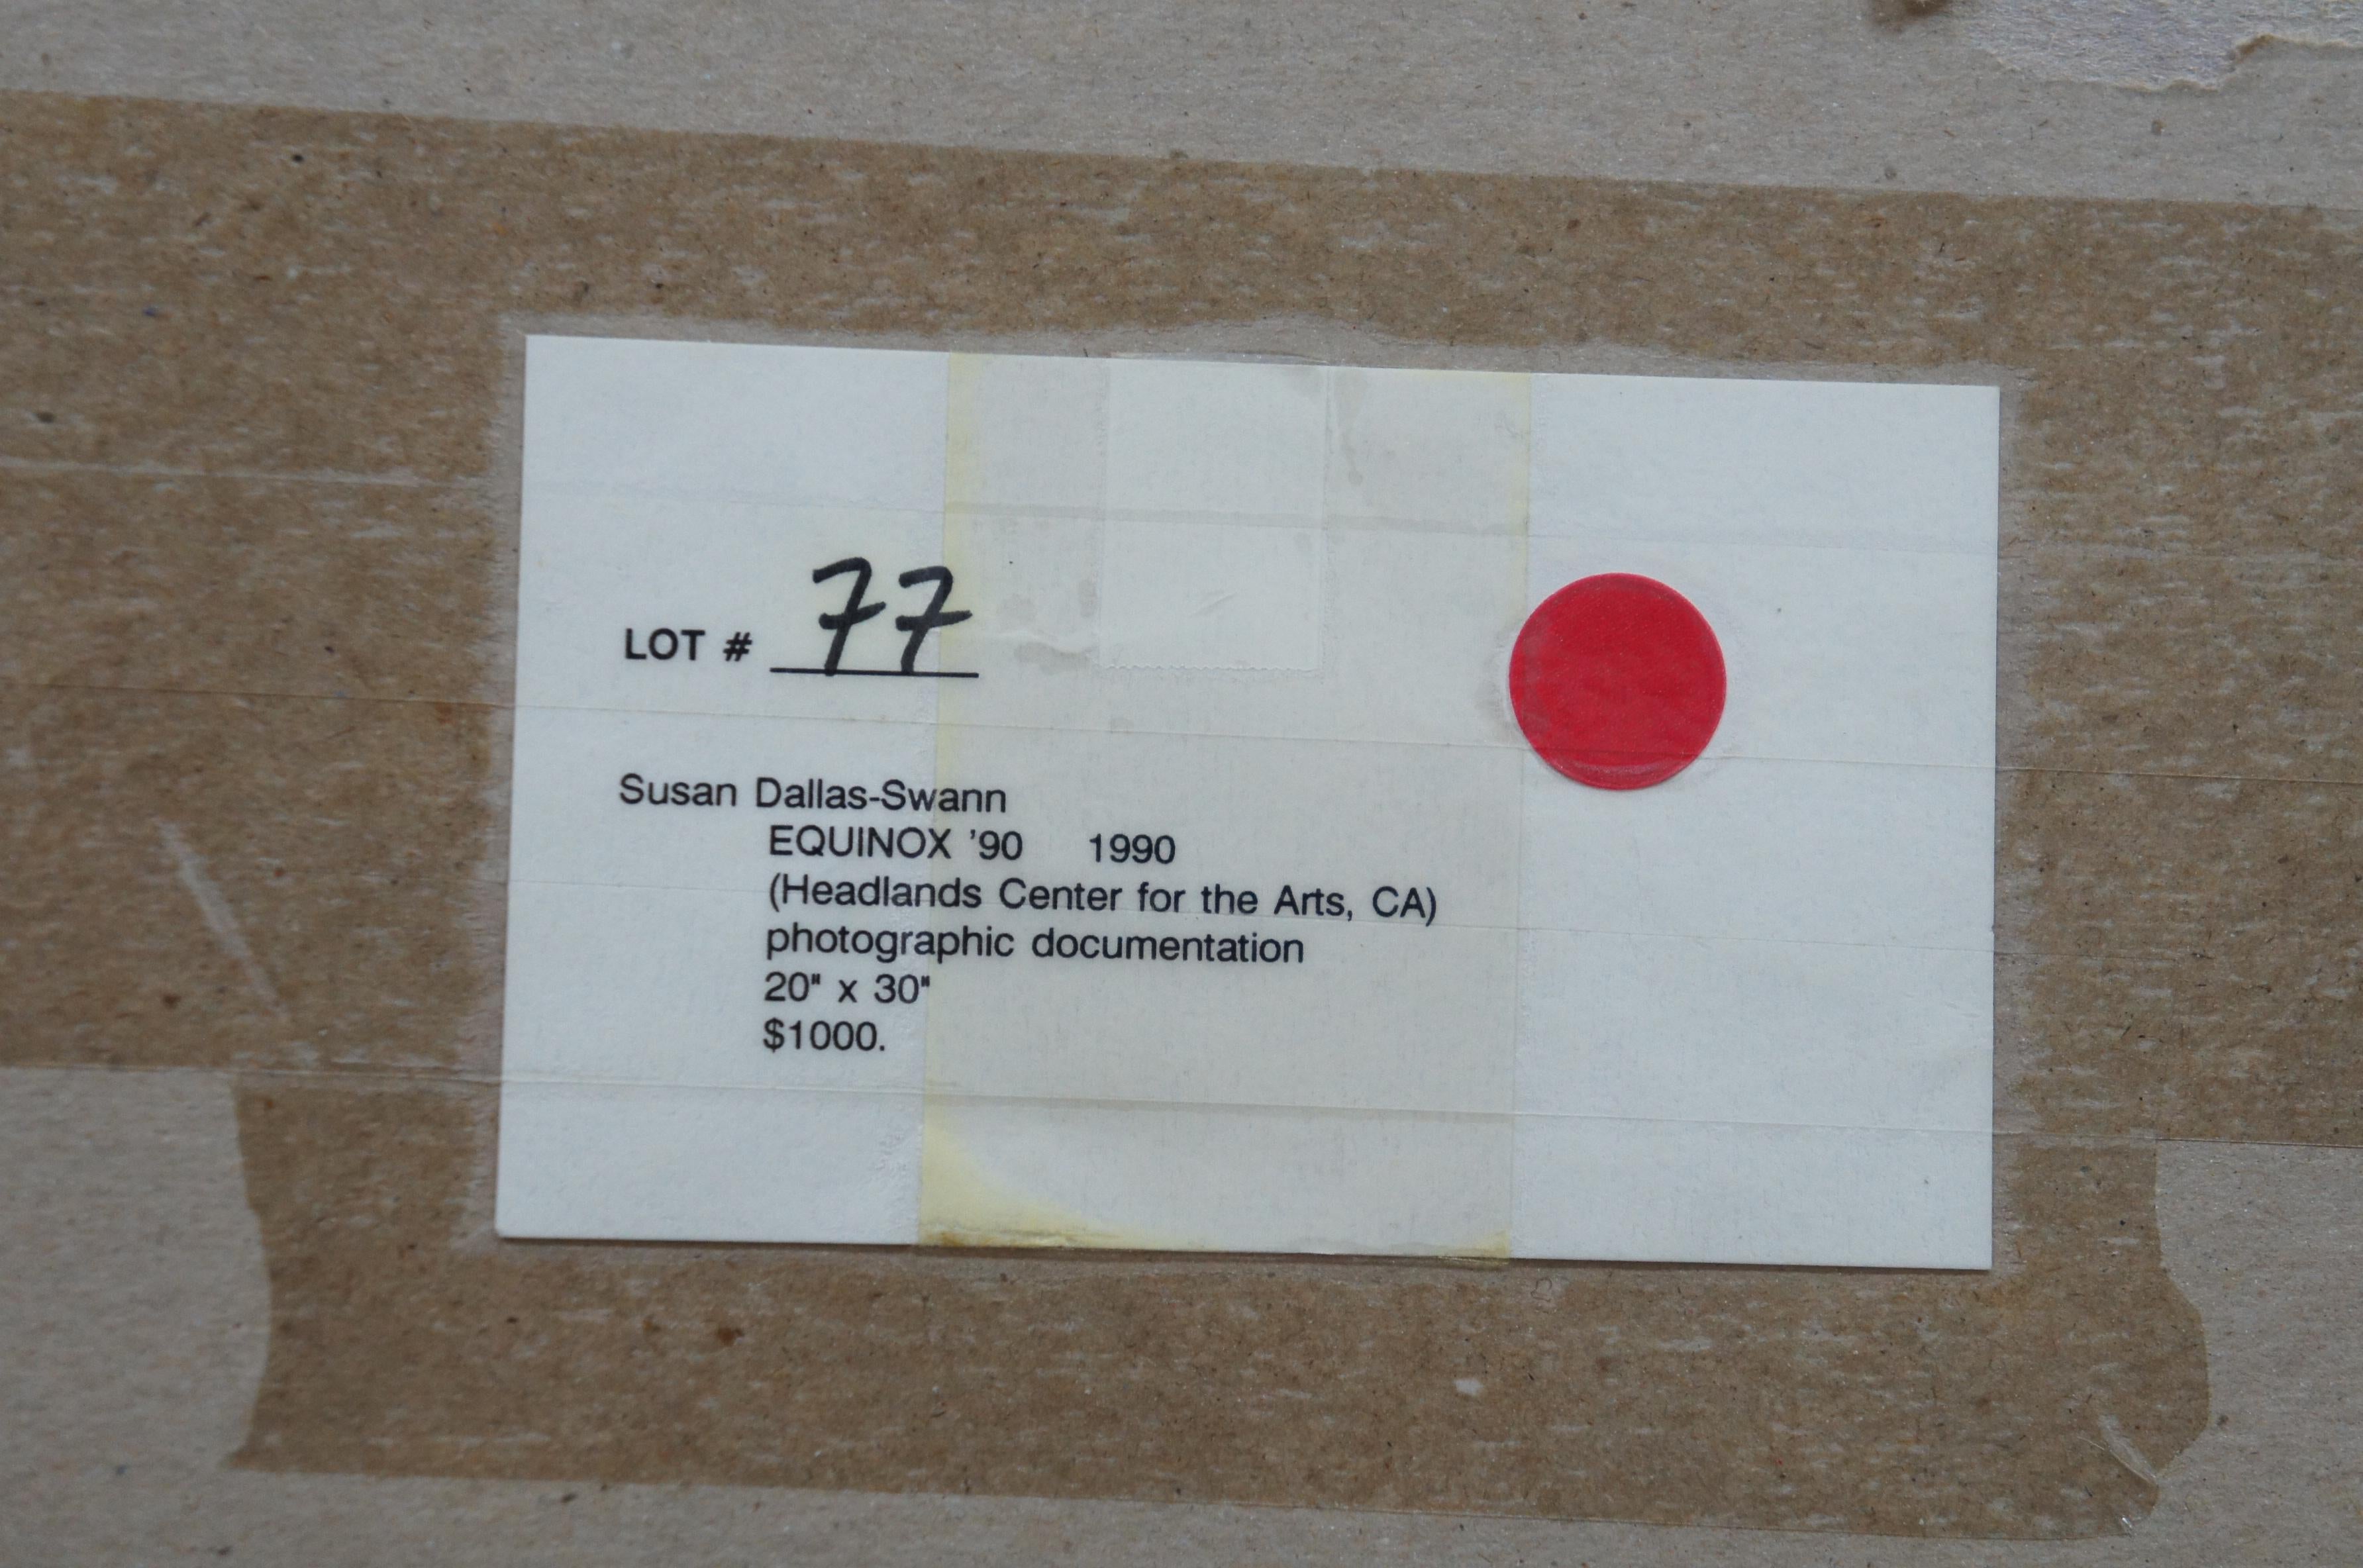 LOT # 77
Susan Dallas-Swann
EQUINOX '90 1990
(Headlands Center for the Arts, CA)
photographic documentation
20" x 30"
$1000.